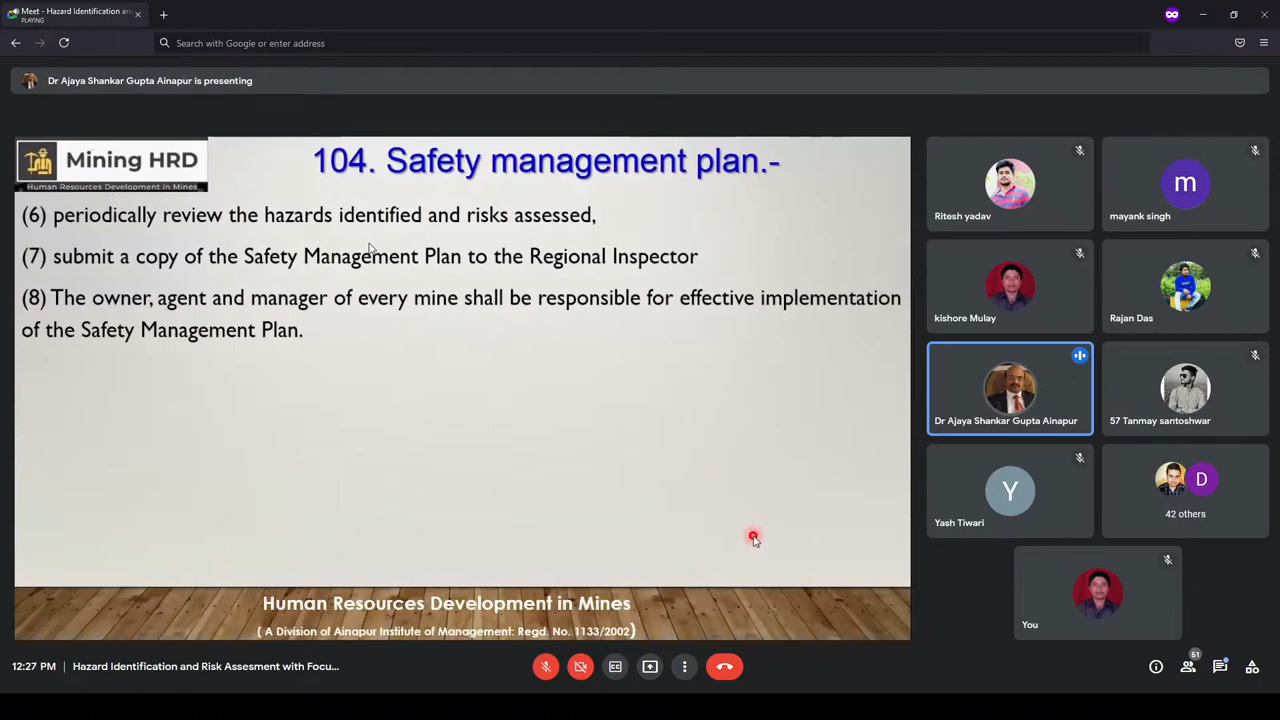 Meet - Hazard Identification an
PLAYING
Search with Google or enter address
Dr Ajaya Shankar Gupta Ainapur is presenting
Mining HRD
Human Resources Development in Mines
104. Safety management plan.-
(6) periodically review the hazards identified and risks assessed,
(7) submit a copy of the Safety Management Plan to the Regional Inspector
(8) The owner, agent and manager of every mine shall be responsible for effective implementation
of the Safety Management Plan.
Human Resources Development in Mines
( A Division of Ainapur Institute of Management: Regd. No. 1133/2002)
Ritesh yadav
m
mayank singh
kishore Mulay
Rajan Das
Dr Ajaya Shankar Gupta Ainapur
57 Tanmay santoshwar
Y
Yash Tiwari
D
42 others
You
12:27 PM | Hazard Identification and Risk Assesment with Focu...
51